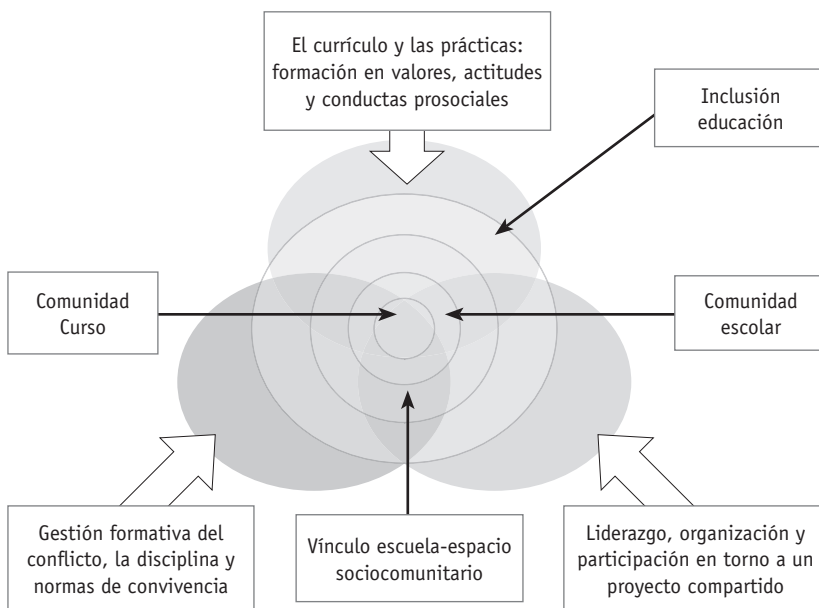 El currículo y las prácticas:
formación en valores, actitudes
y conductas prosociales
Inclusión
educación
Comunidad
Curso
Comunidad
escolar
Gestión formativa del
conflicto, la disciplina y
normas de convivencia
Vínculo escuela-espacio
sociocomunitario
Liderazgo, organización y
participación en torno a un
proyecto compartido